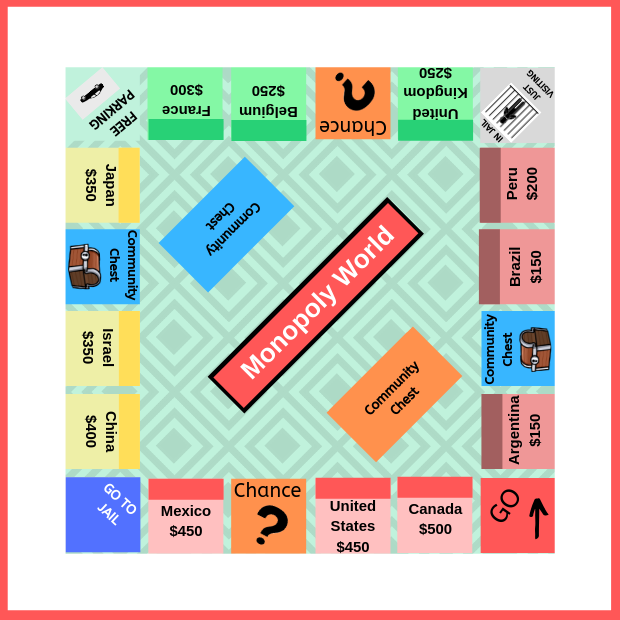 FREE
PARKING
France
$300
Belgium
$250
Chance
United
Kingdom
$250
JUST
VISITING
IN JAIL
Japan
$350
Community
Chest
Peru
$200
Community
Chest
Monopoly World
Brazil
$150
Israel
$350
Community
Chest
Community
Chest
China
$400
Argentina
$150
GO TO
JAIL
Mexico
$450
Chance
United
States
$450
Canada
$500
GO